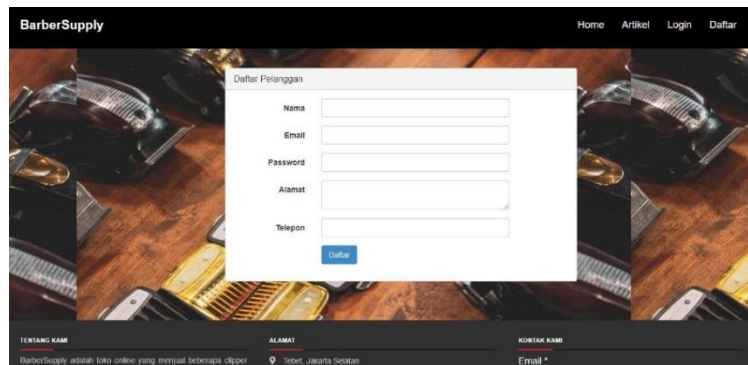 BarberSupply
Home Artikel Login Daftar
Daftar Pelanggan
Nama
Email
Password
Alamat
Telepon
Daftar
TENTANG KAMI
BarberSupply adalah toko online yang menjual beberapa clipper
ALAMAT
Tebet, Jakarta Selatan
KONTAK KAMI
Email *